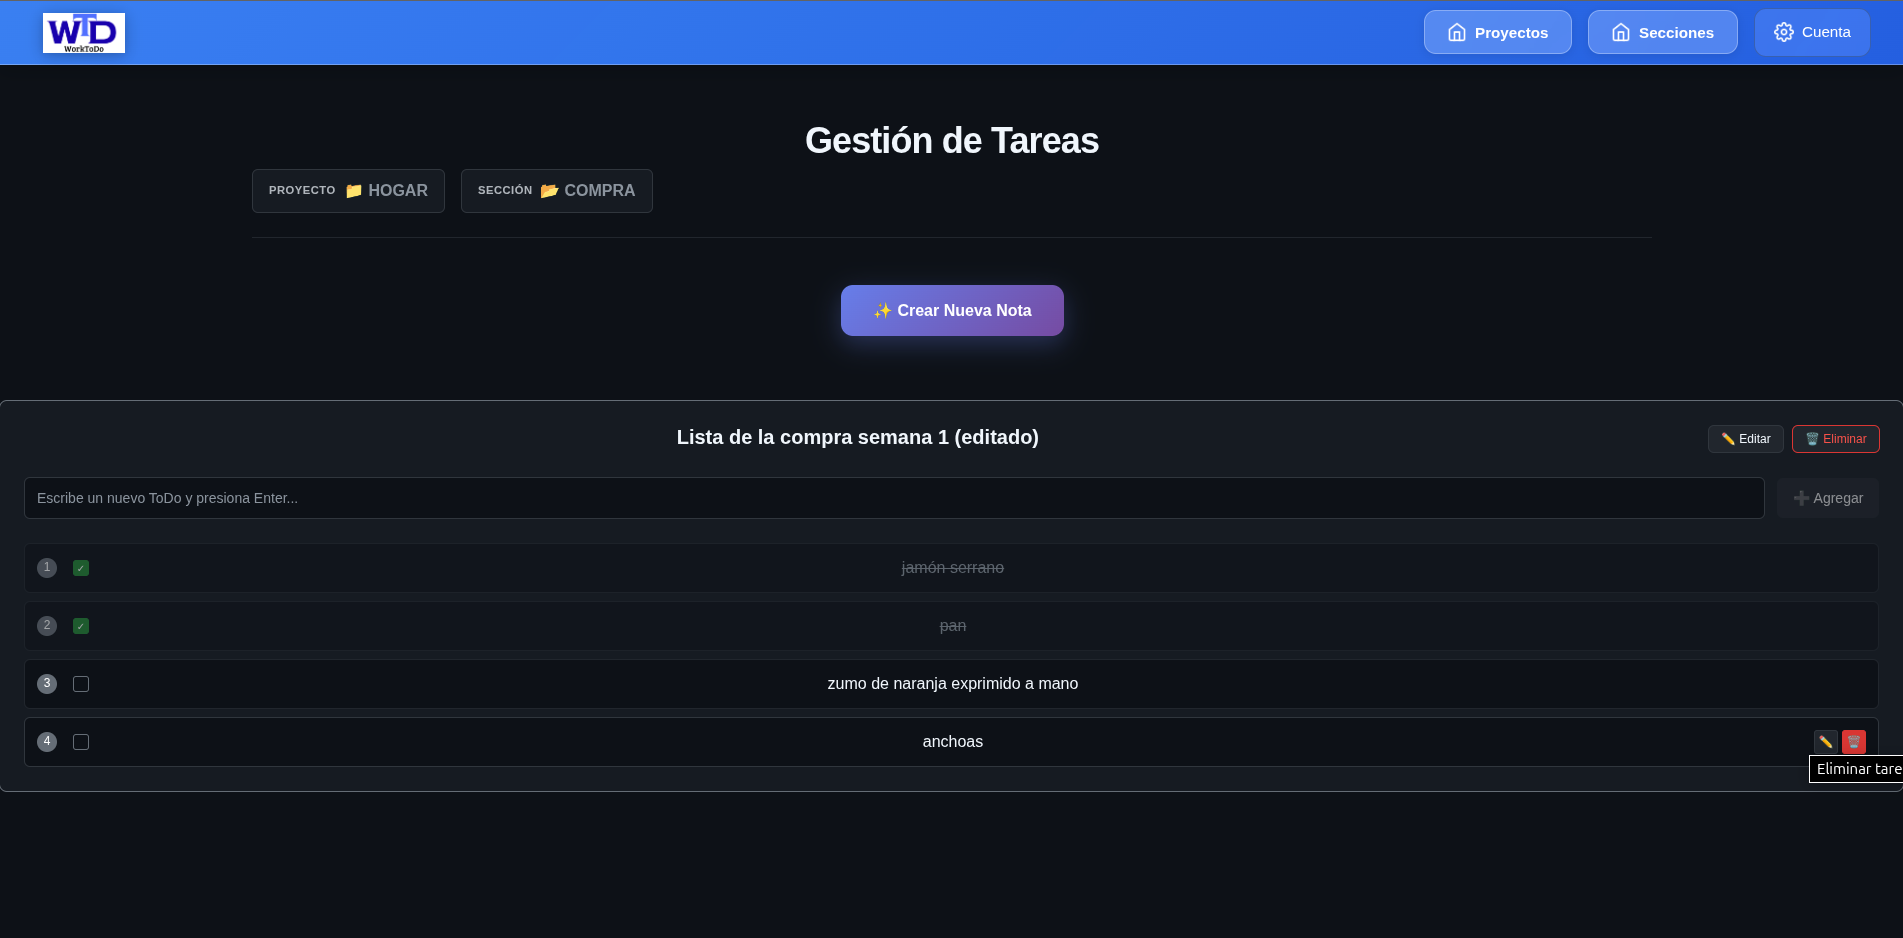 WTD
WorkToDo
Proyectos
Secciones
Cuenta
Gestión de Tareas
PROYECTO 📁 HOGAR
SECCIÓN 📂 COMPRA
✨ Crear Nueva Nota
Lista de la compra semana 1 (editado)
✏️ Editar
🗑️ Eliminar
Escribe un nuevo ToDo y presiona Enter...
➕ Agregar
1 ✓ jamón serrano
2 ✓ pan
3 zumo de naranja exprimido a mano
4 anchoas
Eliminar tare